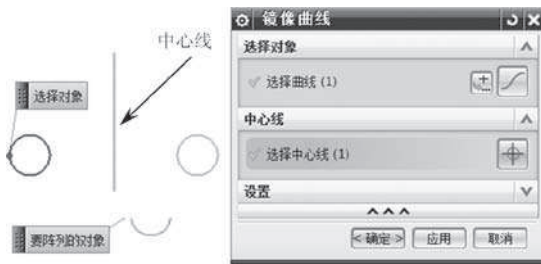 中心线
选择对象
要阵列的对象
镜像曲线
选择对象
选择曲线 (1)
中心线
选择中心线 (1)
设置
< 确定 >
应用
取消